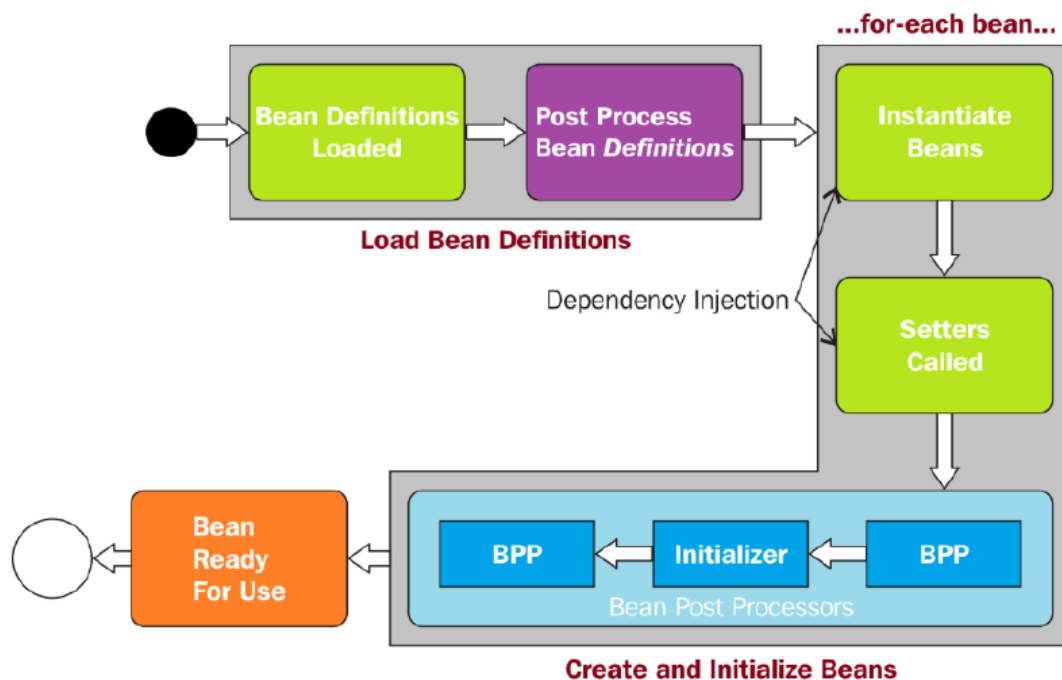 ...for-each bean...
Bean Definitions
Loaded
Post Process
Bean Definitions
Instantiate
Beans
Load Bean Definitions
Dependency Injection
Setters
Called
Bean
Ready
For Use
BPP
Initializer
BPP
Bean Post Processors
Create and Initialize Beans